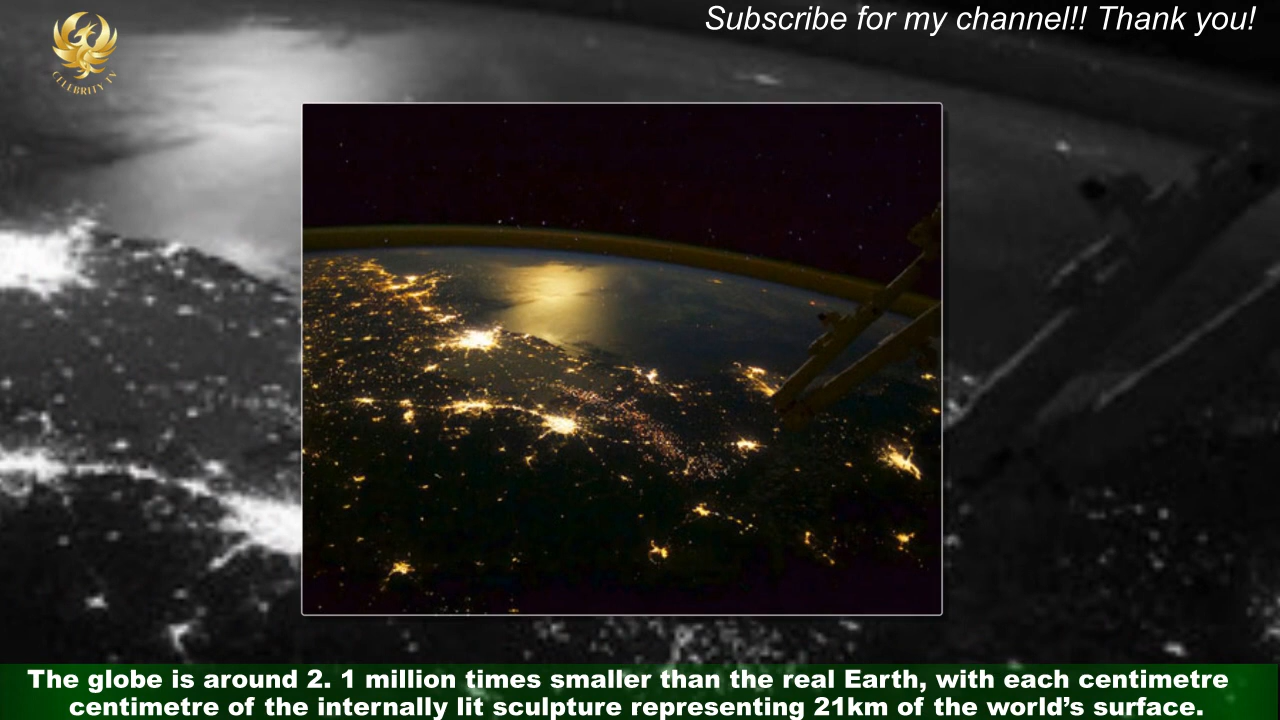 Subscribe for my channel!! Thank you!
CELEBRITY TV
The globe is around 2. 1 million times smaller than the real Earth, with each centimetre
centimetre of the internally lit sculpture representing 21km of the world’s surface.